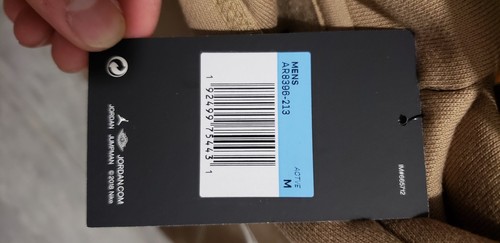 MENS
AR8396-213
ACTIVE
M
1 92499 75443 1
JORDAN.COM
JORDAN JUMPMAN © 2018 Nike